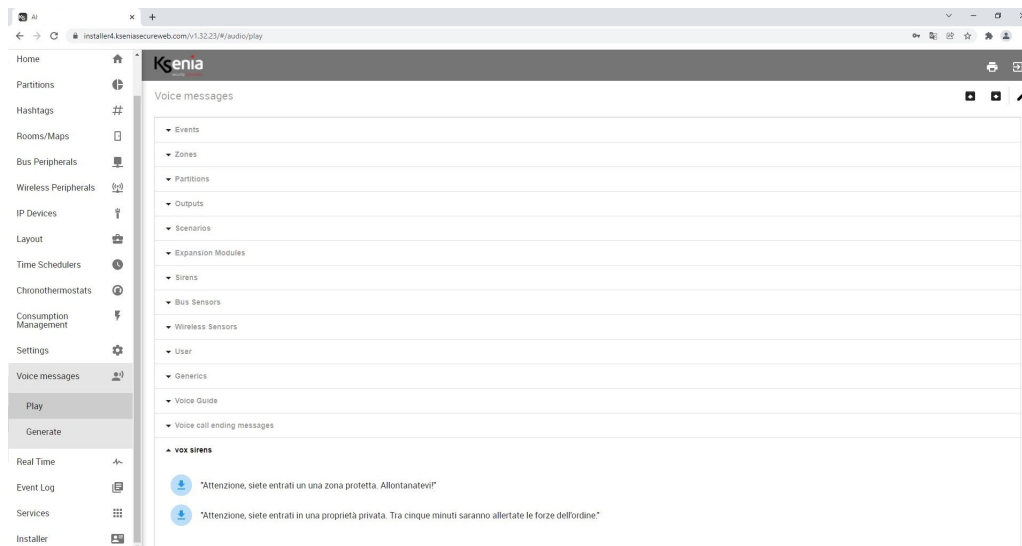 AI
installer4.kseniasecureweb.com/v1.32.23/#/audio/play
Home
Partitions
Hashtags
Rooms/Maps
Bus Peripherals
Wireless Peripherals
IP Devices
Layout
Time Schedulers
Chronothermostats
Consumption
Management
Settings
Voice messages
Play
Generate
Real Time
Event Log
Services
Installer
Ksenia
Voice messages
Events
Zones
Partitions
Outputs
Scenarios
Expansion Modules
Sirens
Bus Sensors
Wireless Sensors
User
Generics
Voice Guide
Voice call ending messages
vox sirens
"Attenzione, siete entrati un una zona protetta. Allontanatevi!"
"Attenzione, siete entrati in una proprietà privata. Tra cinque minuti saranno allertate le forze dell'ordine."